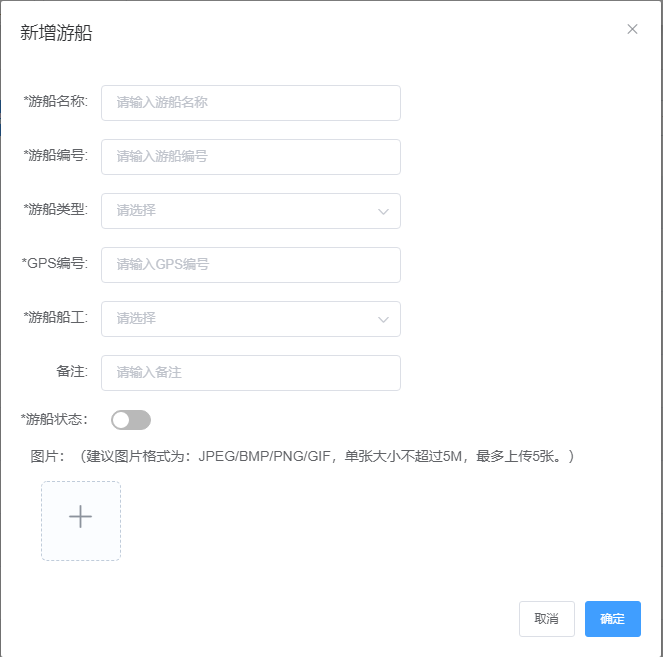 新增游船
*游船名称: 请输入游船名称
*游船编号: 请输入游船编号
*游船类型: 请选择
*GPS编号: 请输入GPS编号
*游船船工: 请选择
备注: 请输入备注
*游船状态：
图片：（建议图片格式为：JPEG/BMP/PNG/GIF，单张大小不超过5M，最多上传5张。）
取消 确定